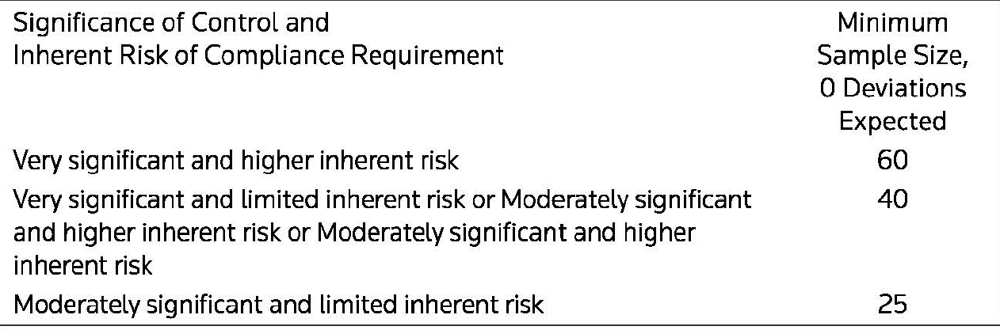 Significance of Control and
Inherent Risk of Compliance Requirement
Minimum
Sample Size,
0 Deviations
Expected
Very significant and higher inherent risk 60
Very significant and limited inherent risk or Moderately significant 40
and higher inherent risk or Moderately significant and higher
inherent risk
Moderately significant and limited inherent risk 25